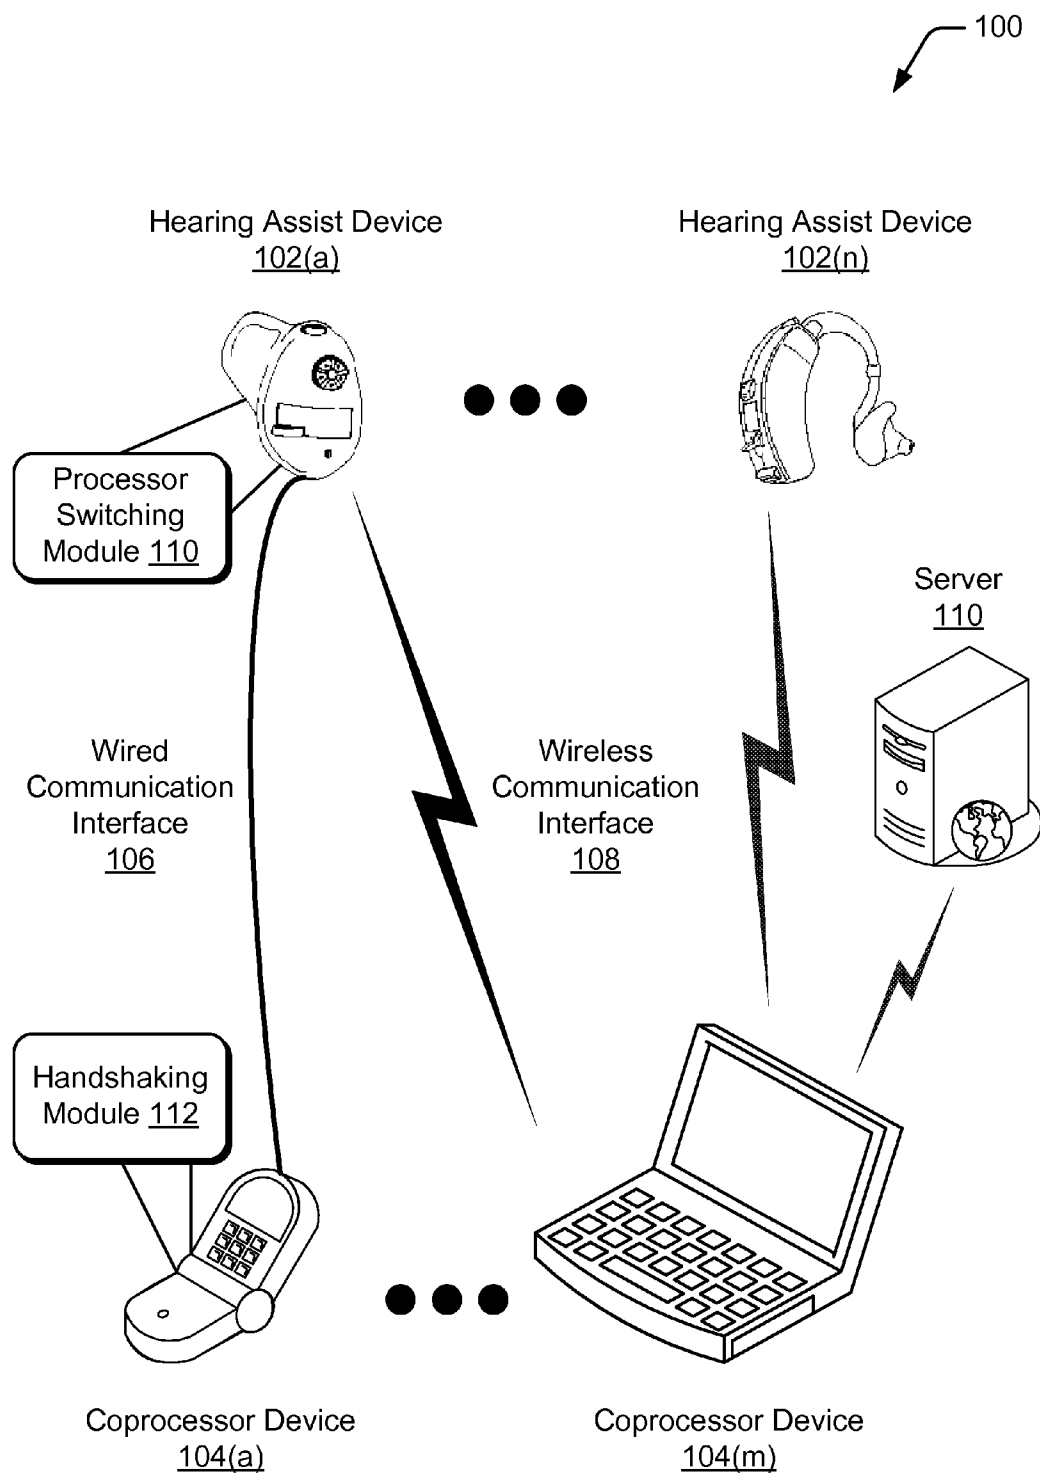 100
Hearing Assist Device
102(a)
Hearing Assist Device
102(n)
Processor
Switching
Module 110
Server
110
Wired
Communication
Interface
106
Wireless
Communication
Interface
108
Handshaking
Module 112
Coprocessor Device
104(a)
Coprocessor Device
104(m)